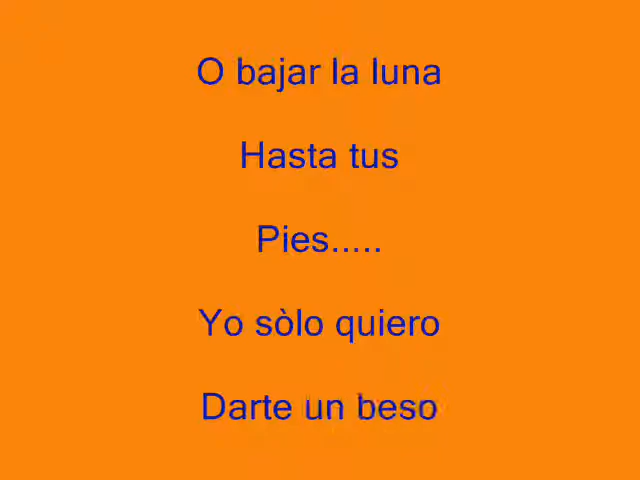 O bajar la luna
Hasta tus
Pies.....
Yo sòlo quiero
Darte un beso